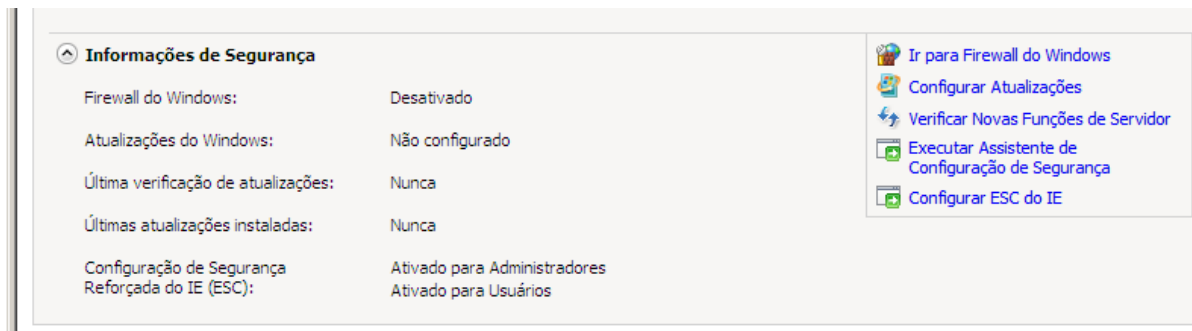 Informações de Segurança
Firewall do Windows: Desativado
Atualizações do Windows: Não configurado
Última verificação de atualizações: Nunca
Últimas atualizações instaladas: Nunca
Configuração de Segurança Ativado para Administradores
Reforçada do IE (ESC): Ativado para Usuários
Ir para Firewall do Windows
Configurar Atualizações
Verificar Novas Funções de Servidor
Executar Assistente de
Configuração de Segurança
Configurar ESC do IE